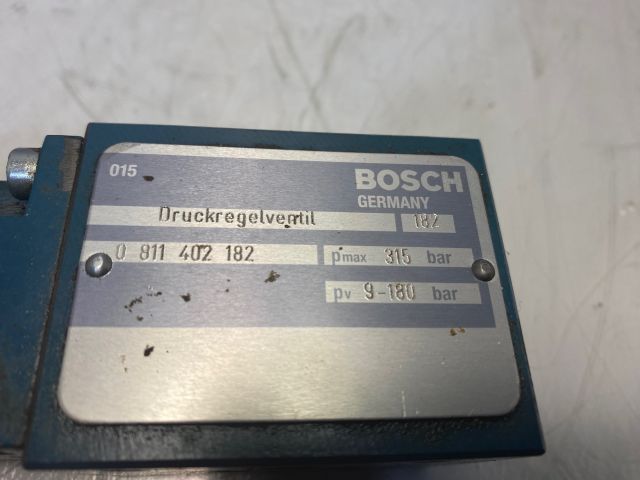 015
BOSCH
GERMANY
Druckregelventil 182
0 811 402 182 pmax 315 bar
pv 9-180 bar